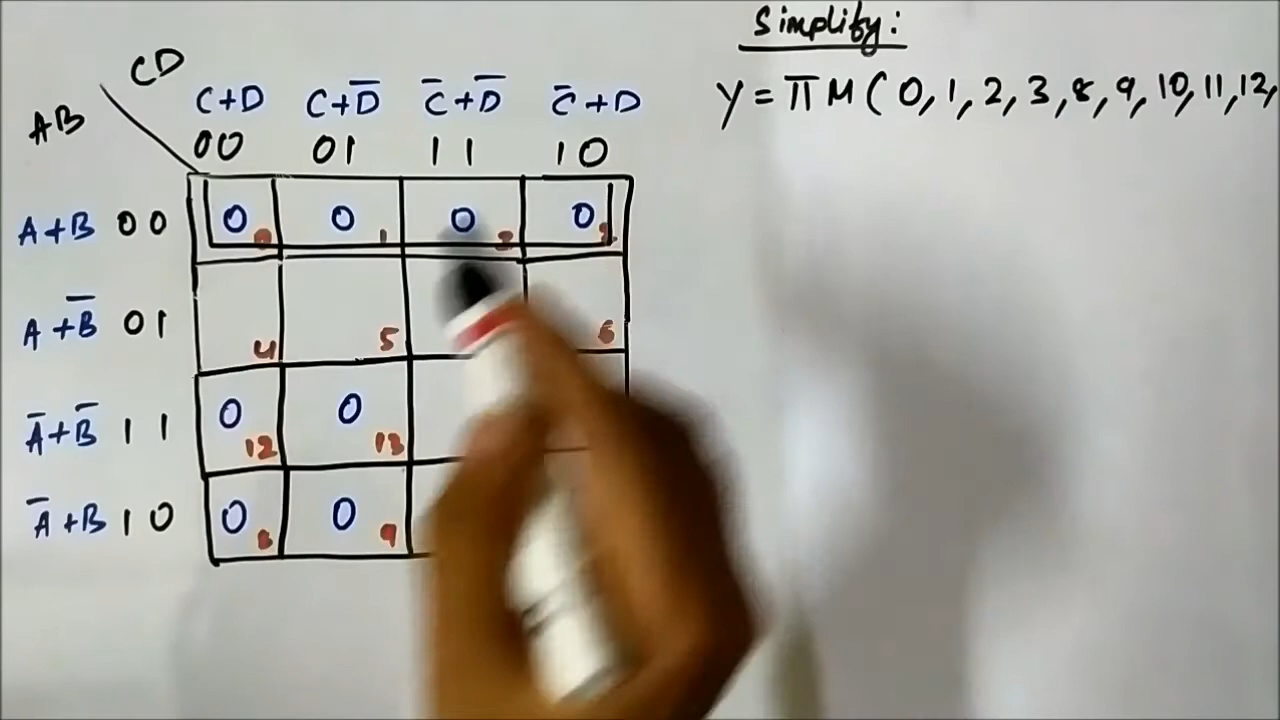 Simplify:
Y = πM ( 0, 1, 2, 3, 8, 9, 10, 11, 12,
CD
AB
C+D C+D̅ C̅+D̅ C̅+D
00 01 11 10
A+B 00 0 0 0 1 0 3 0 2
A+B̅ 01 4 5 6
A̅+B̅ 11 0 12 0 13
A̅+B 10 0 8 0 9